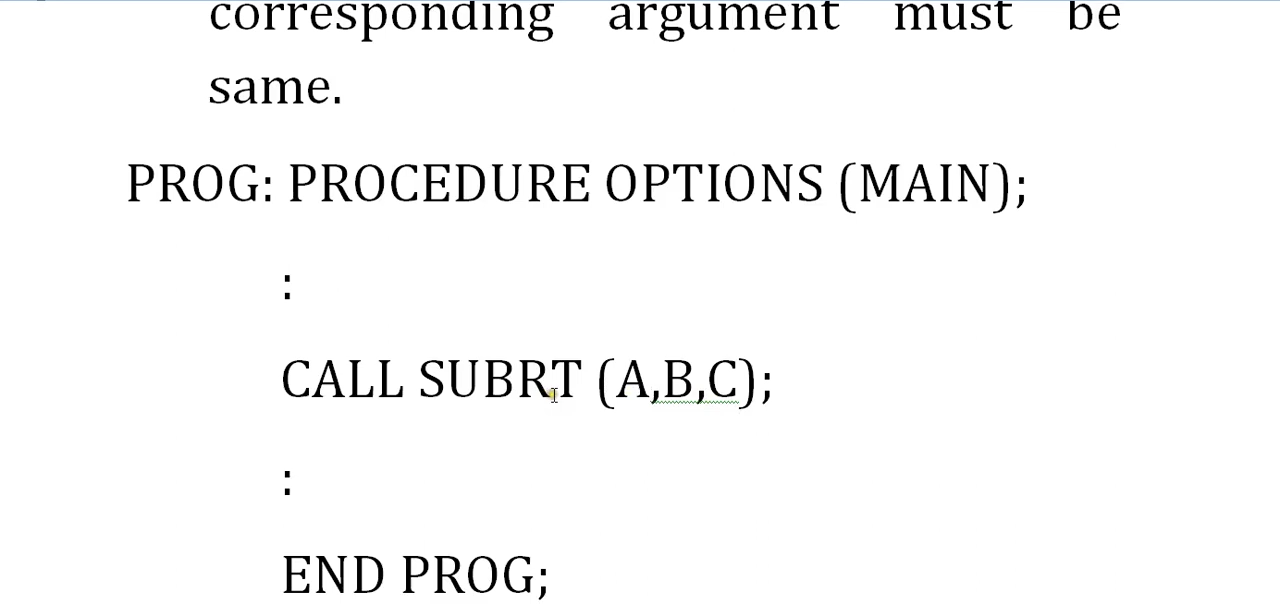 corresponding argument must be
same.
PROG: PROCEDURE OPTIONS (MAIN);
:
CALL SUBRT (A,B,C);
:
END PROG;